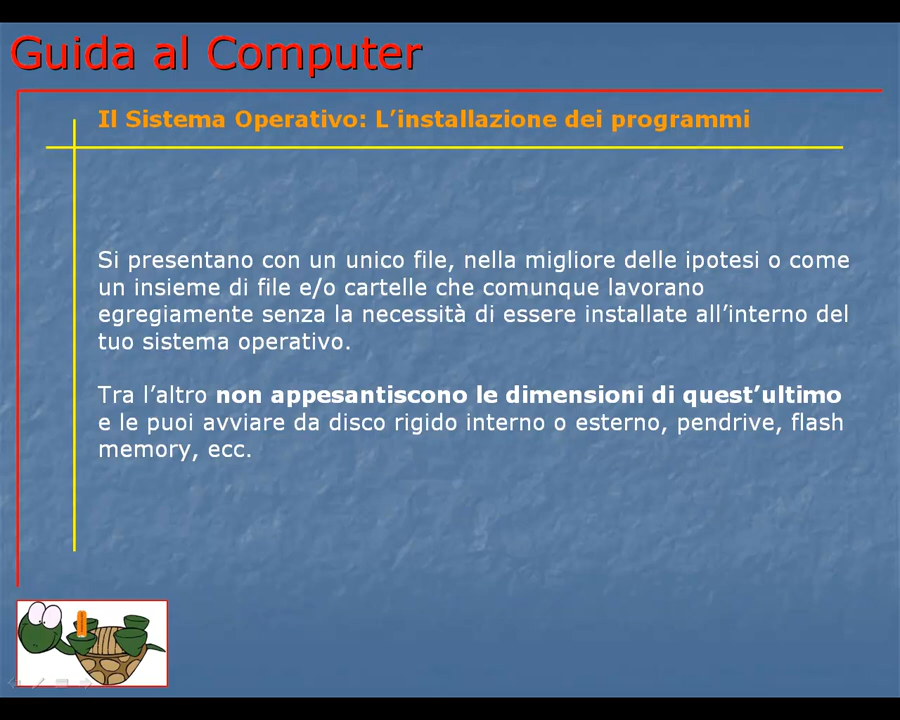 Guida al Computer
Il Sistema Operativo: L’installazione dei programmi
Si presentano con un unico file, nella migliore delle ipotesi o come
un insieme di file e/o cartelle che comunque lavorano
egregiamente senza la necessità di essere installate all’interno del
tuo sistema operativo.
Tra l’altro non appesantiscono le dimensioni di quest’ultimo
e le puoi avviare da disco rigido interno o esterno, pendrive, flash
memory, ecc.